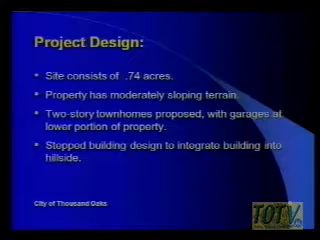 Project Design:
• Site consists of .74 acres.
• Property has moderately sloping terrain.
• Two-story townhomes proposed, with garages at
lower portion of property.
• Stepped building design to integrate building into
hillside.
City of Thousand Oaks
TOTV